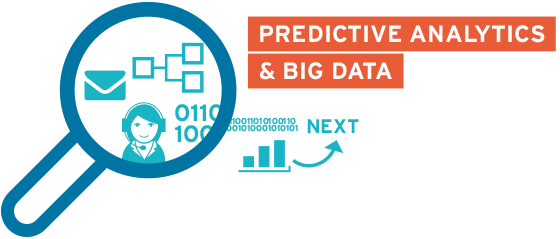 PREDICTIVE ANALYTICS
& BIG DATA
0110
100
NEXT